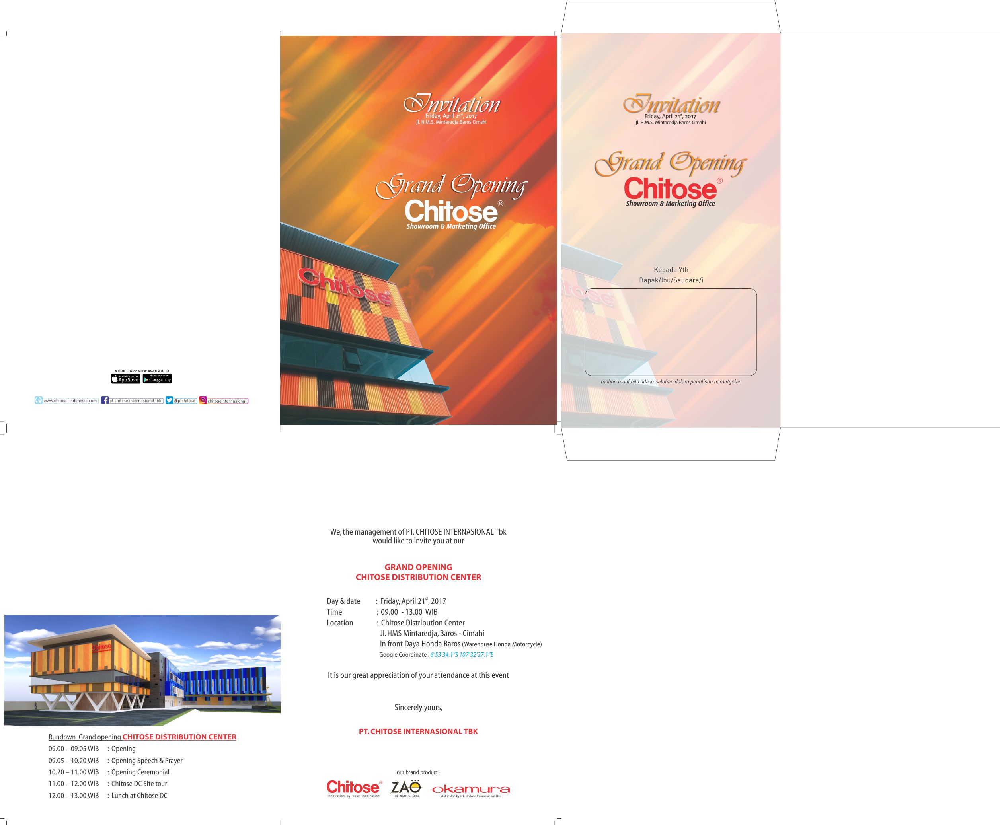 MOBILE APP NOW AVAILABLE!
Available on the
App Store
ANDROID APP ON
Google play
www.chitose-indonesia.com
pt chitose internasional tbk
@ptchitose
chitoseinternasional
Invitation
Friday, April 21st, 2017
Jl. H.M.S. Mintaredja Baros Cimahi
Grand Opening
Chitose®
Showroom & Marketing Office
Chitose®
Invitation
Friday, April 21st, 2017
Jl. H.M.S. Mintaredja Baros Cimahi
Grand Opening
Chitose®
Showroom & Marketing Office
Kepada Yth
Bapak/Ibu/Saudara/i
tose
mohon maaf bila ada kesalahan dalam penulisan nama/gelar
Chitose
Rundown Grand opening CHITOSE DISTRIBUTION CENTER
09.00 – 09.05 WIB : Opening
09.05 – 10.20 WIB : Opening Speech & Prayer
10.20 – 11.00 WIB : Opening Ceremonial
11.00 – 12.00 WIB : Chitose DC Site tour
12.00 – 13.00 WIB : Lunch at Chitose DC
We, the management of PT. CHITOSE INTERNASIONAL Tbk
would like to invite you at our
GRAND OPENING
CHITOSE DISTRIBUTION CENTER
Day & date : Friday, April 21st, 2017
Time : 09.00 - 13.00 WIB
Location : Chitose Distribution Center
Jl. HMS Mintaredja, Baros - Cimahi
in front Daya Honda Baros (Warehouse Honda Motorcycle)
Google Coordinate : 6°53'34.1"S 107°32'27.1"E
It is our great appreciation of your attendance at this event
Sincerely yours,
PT. CHITOSE INTERNASIONAL TBK
our brand product :
Chitose®
Innovation by your inspiration
ZAÖ
THE RIGHT CHOICE
okamura
distributed by PT. Chitose Internasional Tbk.